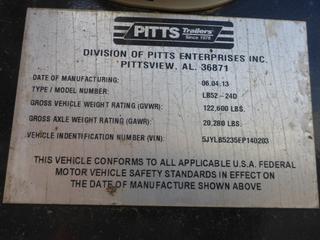 PITTS Trailers
Since 1976
DIVISION OF PITTS ENTERPRISES INC.
PITTSVIEW, AL. 36871
DATE OF MANUFACTURING: 06.04.13
TYPE / MODEL NUMBER: LB52-24D
GROSS VEHICLE WEIGHT RATING (GVWR): 122,600 LBS.
GROSS AXLE WEIGHT RATING (GAWR): 20,280 LBS.
VEHICLE INDENTIFICATION NUMBER (VIN): 5JYLB5235EP140203
THIS VEHICLE CONFORMS TO ALL APPLICABLE U.S.A. FEDERAL
MOTOR VEHICLE SAFETY STANDARDS IN EFFECT ON
THE DATE OF MANUFACTURE SHOWN ABOVE